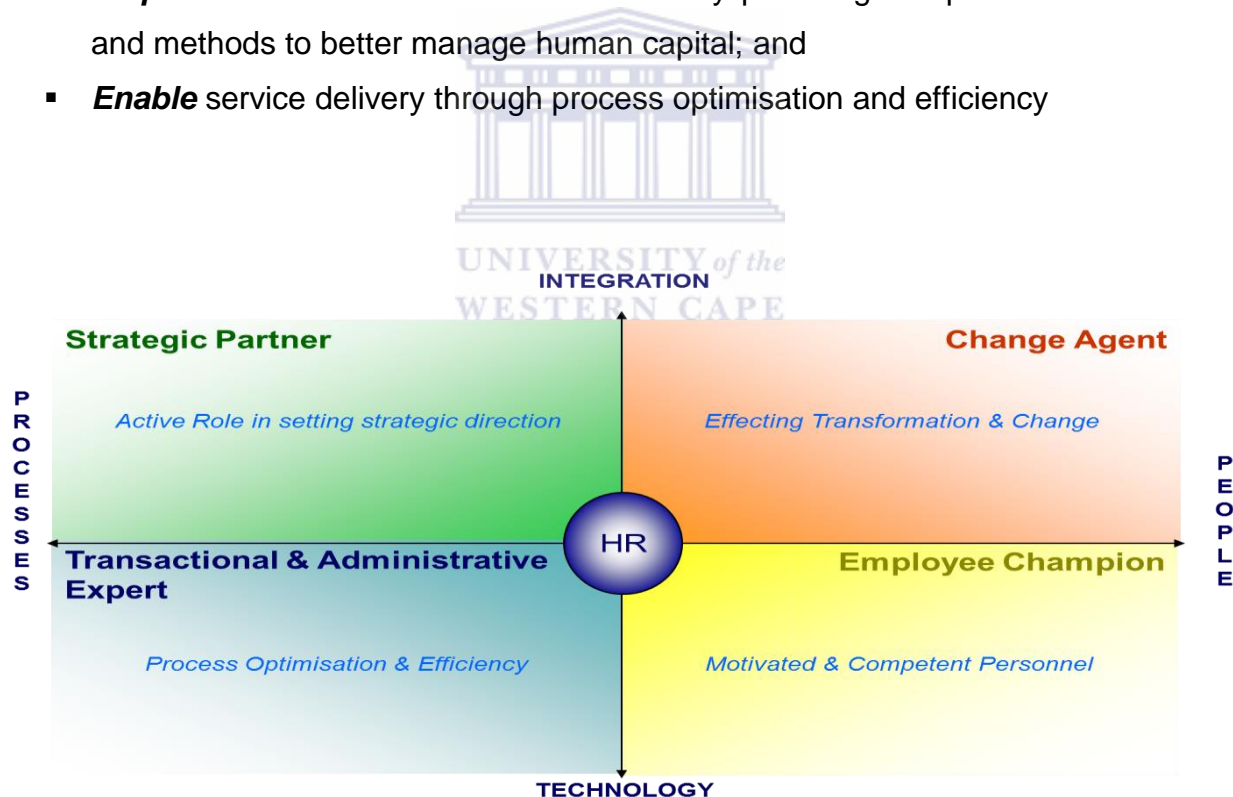 and methods to better manage human capital; and
▪ Enable service delivery through process optimisation and efficiency
UNIVERSITY of the
INTEGRATION
WESTERN CAPE
Strategic Partner
Change Agent
Active Role in setting strategic direction
Effecting Transformation & Change
PROCESSES
PEOPLE
HR
Transactional & Administrative
Expert
Employee Champion
Process Optimisation & Efficiency
Motivated & Competent Personnel
TECHNOLOGY